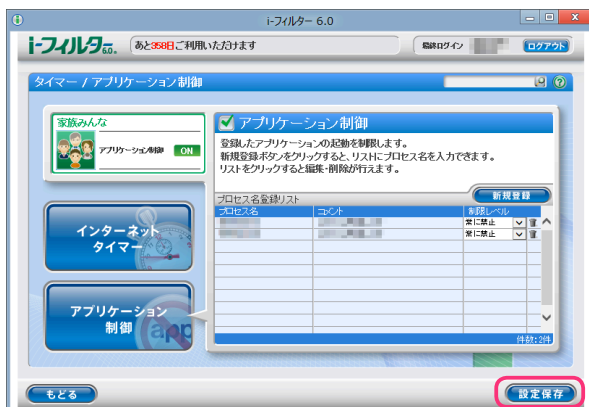 i-フィルター 6.0
i-フィルター6.0. あと358日ご利用いただけます 最終ログイン ログアウト
タイマー / アプリケーション制御
家族みんな
アプリケーション制御 ON
インターネット
タイマー
アプリケーション
制御
app
アプリケーション制御
登録したアプリケーションの起動を制限します。
新規登録ボタンをクリックすると、リストにプロセス名を入力できます。
リストをクリックすると編集・削除が行えます。
プロセス名登録リスト 新規登録
プロセス名 コメント 制限レベル
常に禁止
常に禁止
件数:2件
もどる 設定保存